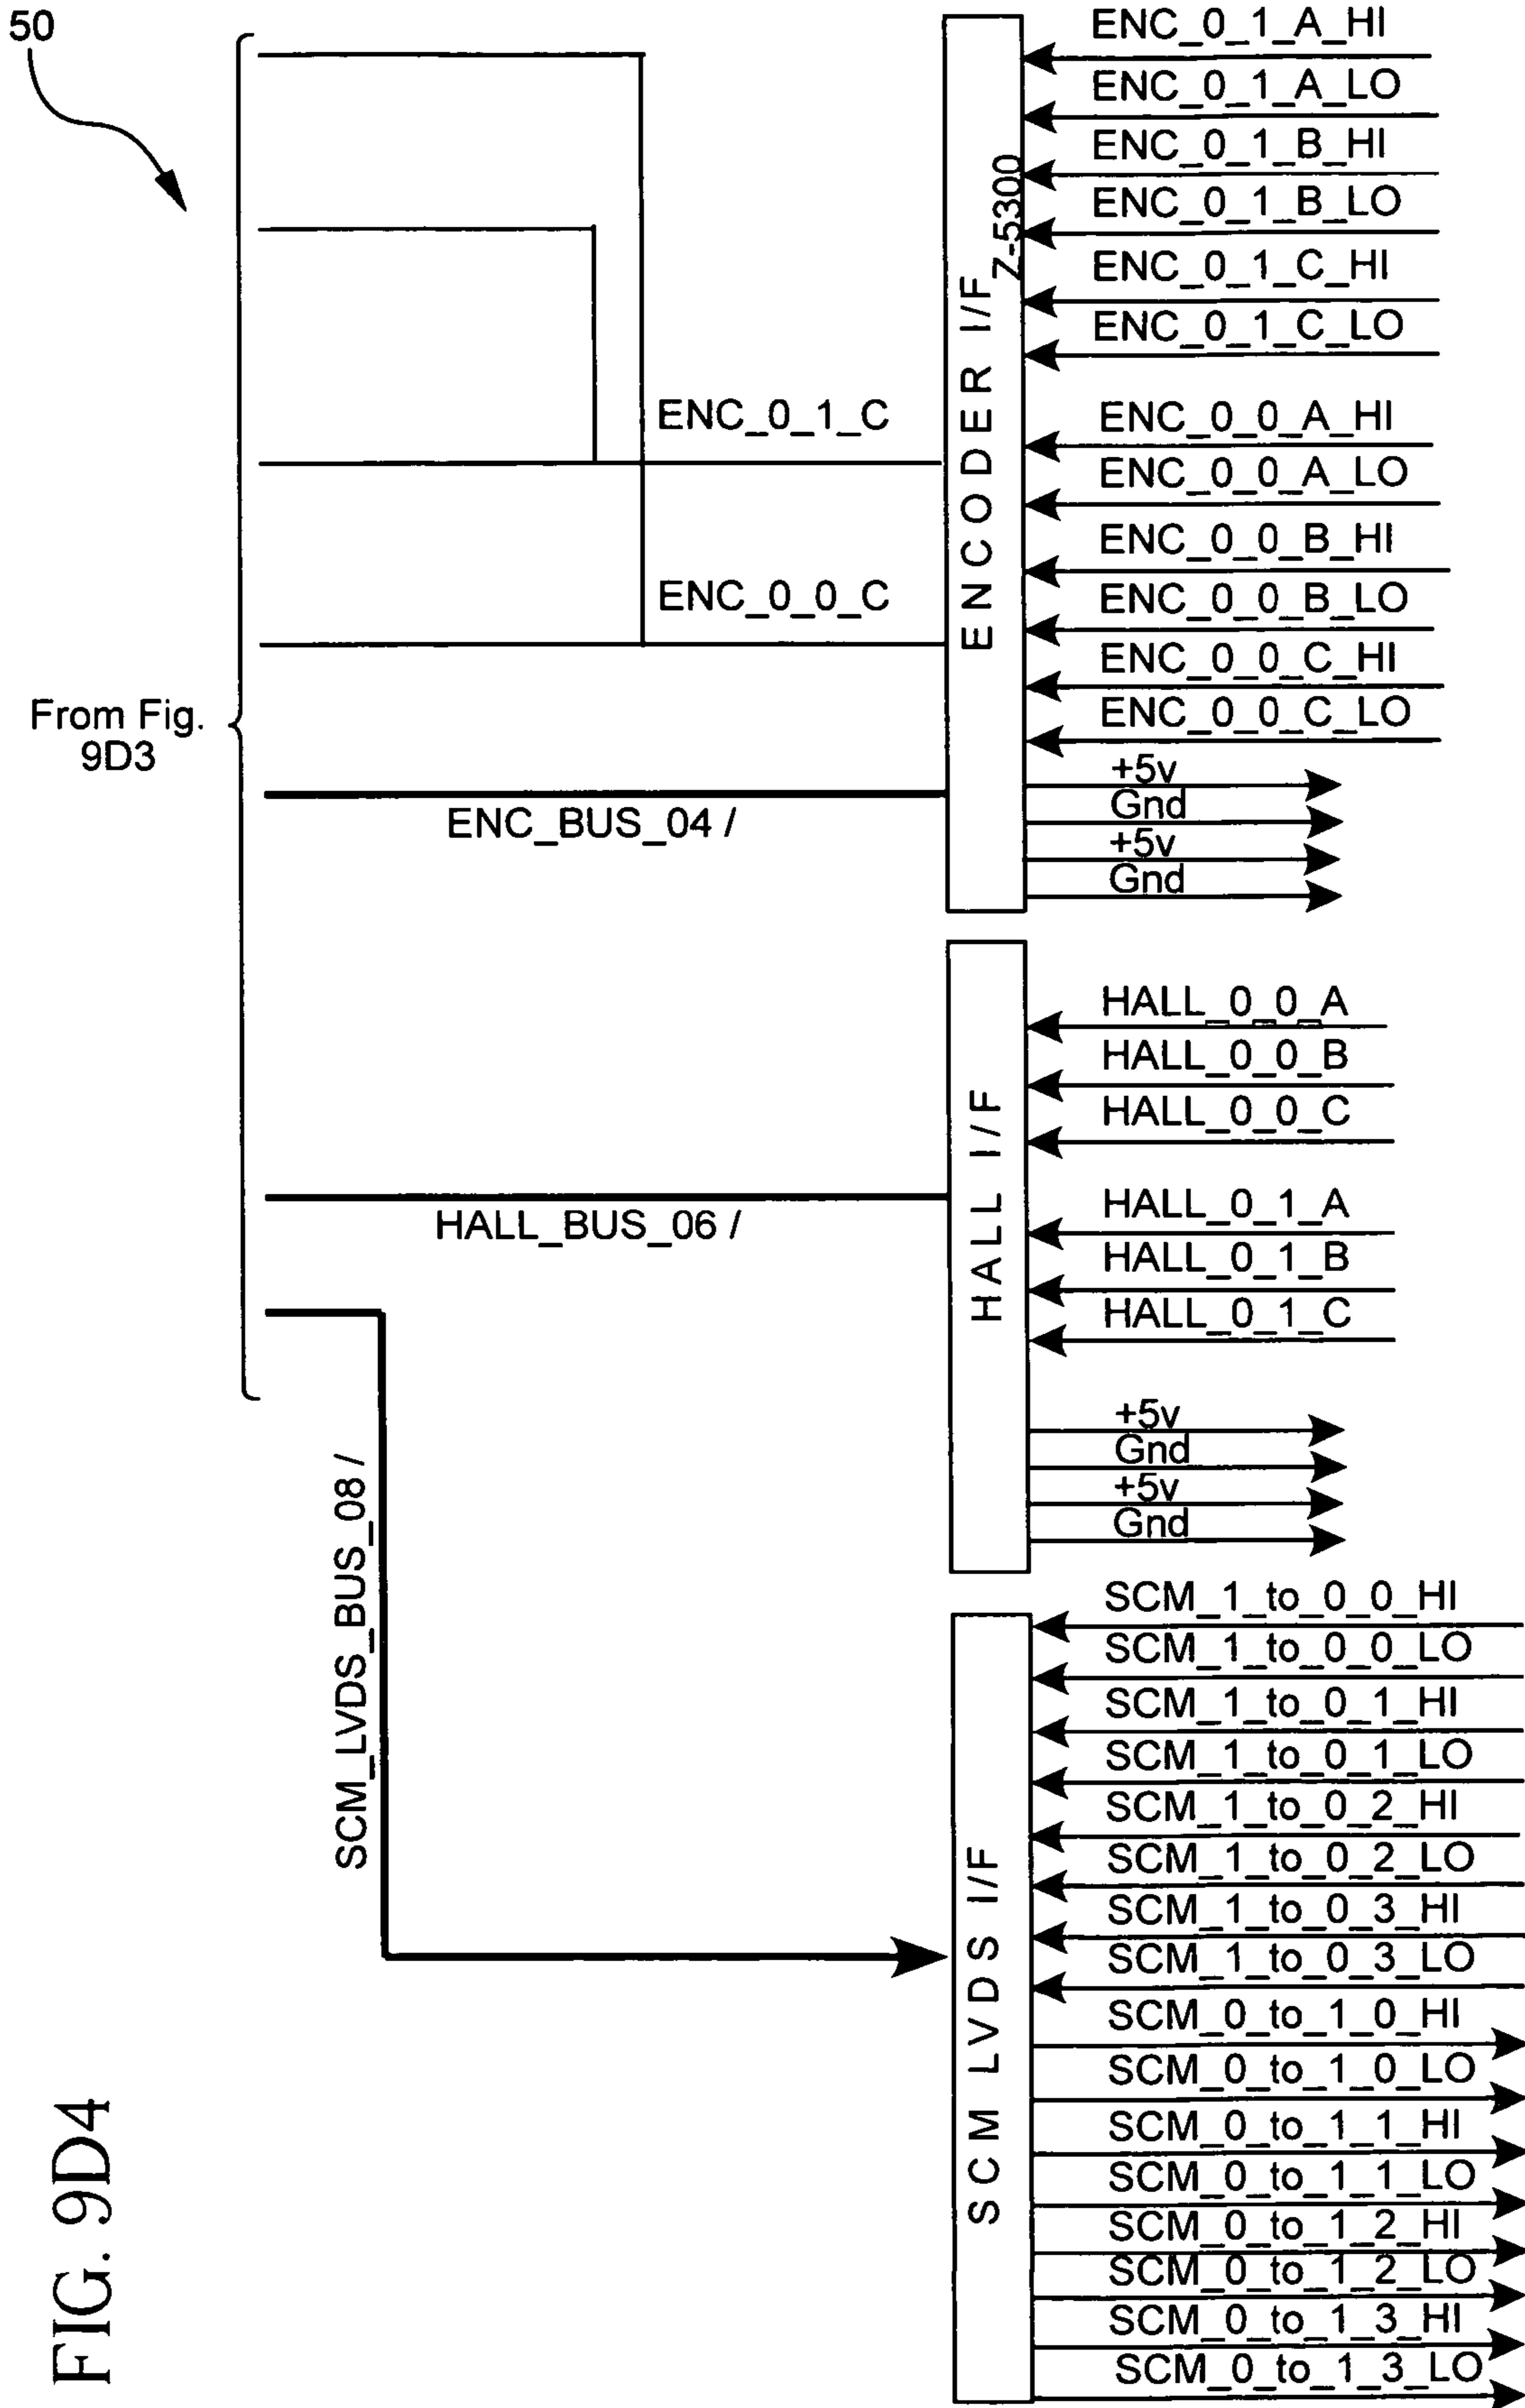 50
From Fig.
9D3
ENC_0_1_C
ENC_0_0_C
ENC_BUS_04 /
HALL_BUS_06 /
SCM_LVDS_BUS_08 /
ENCODER I/F
Z-5300
ENC_0_1_A_HI
ENC_0_1_A_LO
ENC_0_1_B_HI
ENC_0_1_B_LO
ENC_0_1_C_HI
ENC_0_1_C_LO
ENC_0_0_A_HI
ENC_0_0_A_LO
ENC_0_0_B_HI
ENC_0_0_B_LO
ENC_0_0_C_HI
ENC_0_0_C_LO
+5v
Gnd
+5v
Gnd
HALL I/F
HALL_0_0_A
HALL_0_0_B
HALL_0_0_C
HALL_0_1_A
HALL_0_1_B
HALL_0_1_C
+5v
Gnd
+5v
Gnd
SCM LVDS I/F
SCM_1_to_0_0_HI
SCM_1_to_0_0_LO
SCM_1_to_0_1_HI
SCM_1_to_0_1_LO
SCM_1_to_0_2_HI
SCM_1_to_0_2_LO
SCM_1_to_0_3_HI
SCM_1_to_0_3_LO
SCM_0_to_1_0_HI
SCM_0_to_1_0_LO
SCM_0_to_1_1_HI
SCM_0_to_1_1_LO
SCM_0_to_1_2_HI
SCM_0_to_1_2_LO
SCM_0_to_1_3_HI
SCM_0_to_1_3_LO
FIG. 9D4